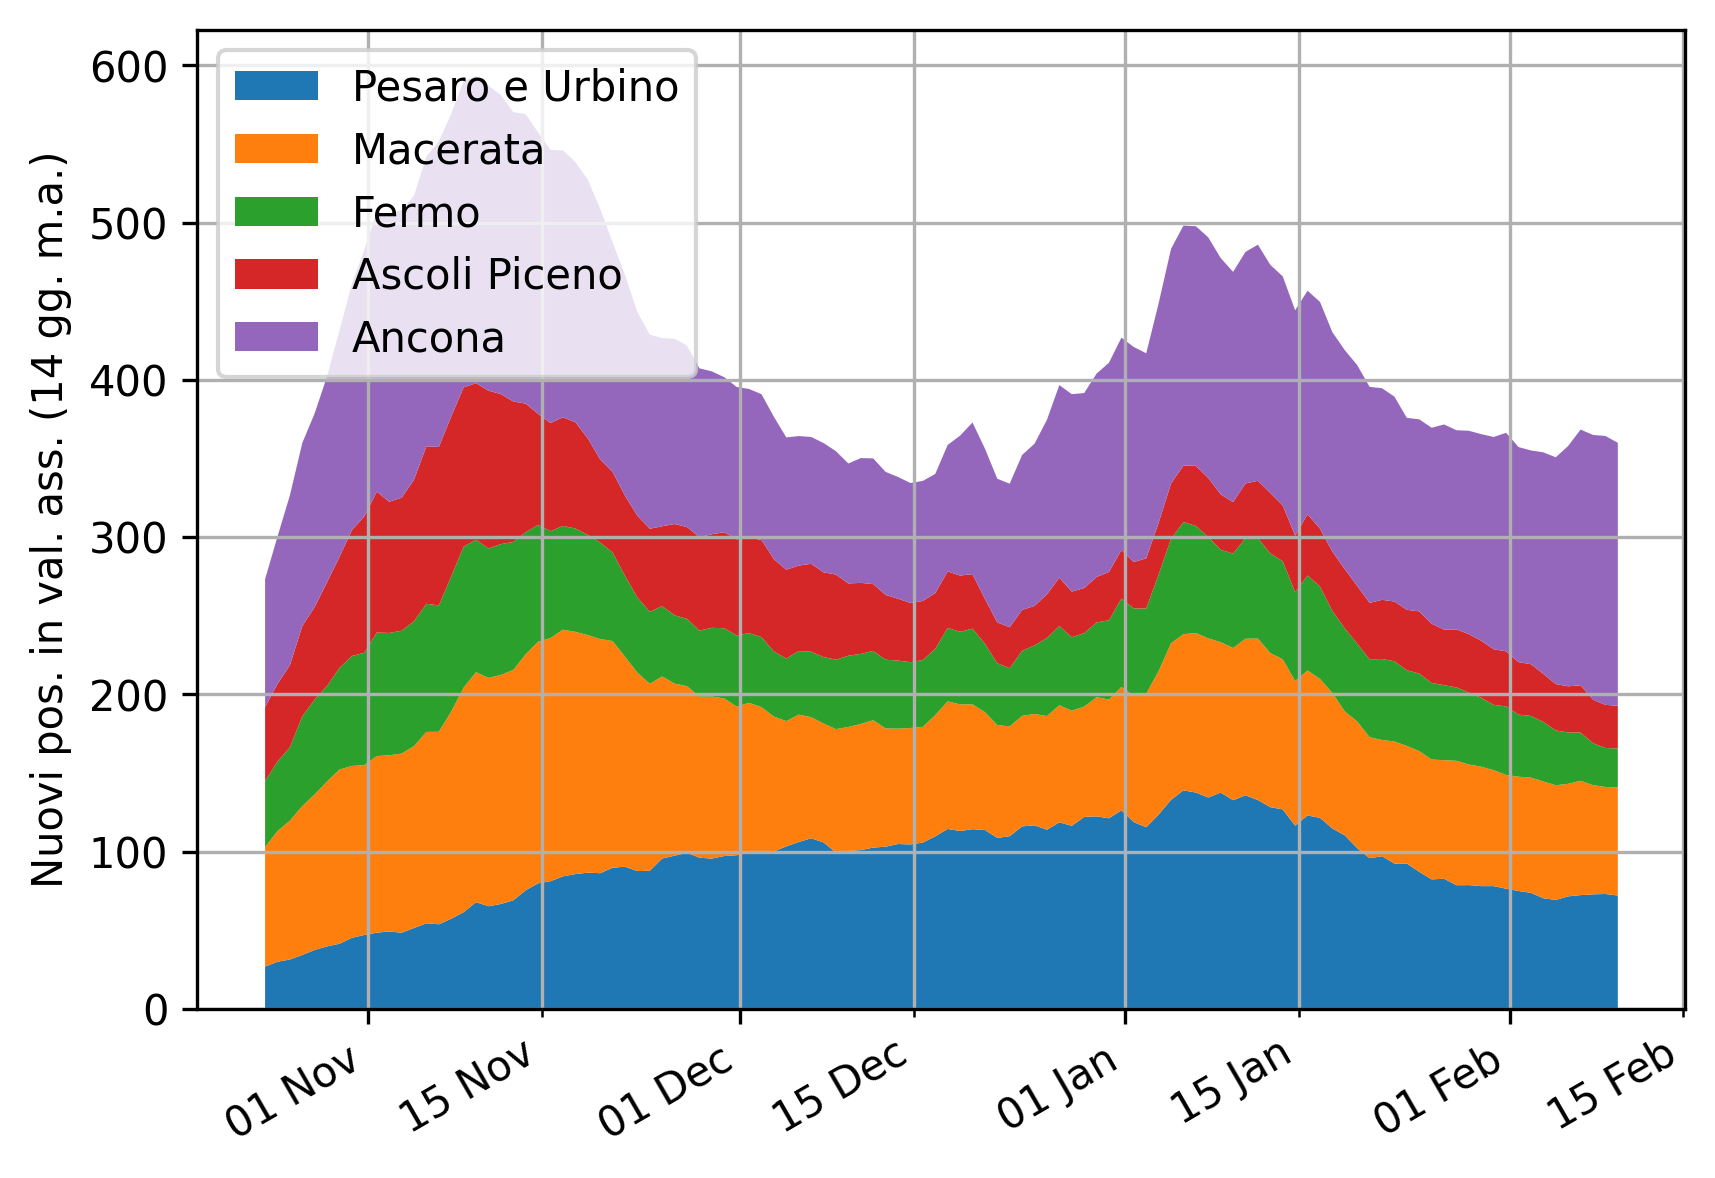 Nuovi pos. in val. ass. (14 gg. m.a.)
600
500
400
300
200
100
0
Pesaro e Urbino
Macerata
Fermo
Ascoli Piceno
Ancona
01 Nov
15 Nov
01 Dec
15 Dec
01 Jan
15 Jan
01 Feb
15 Feb